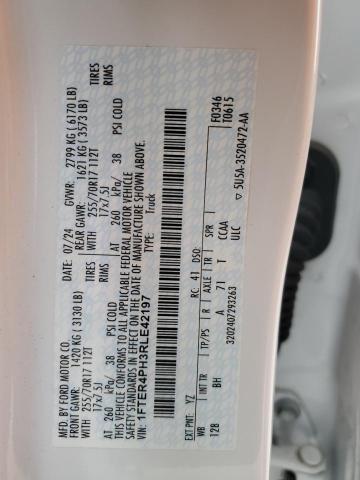 MFD. BY FORD MOTOR CO.
DATE: 07/24 GVWR: 2799 KG ( 6170 LB)
FRONT GAWR: 1420 KG ( 3130 LB) REAR GAWR: 1621 KG ( 3573 LB)
WITH 255/70R17 112T TIRES WITH 255/70R17 112T TIRES
17x7.5J RIMS 17x7.5J RIMS
AT 260 kPa/ 38 PSI COLD AT 260 kPa/ 38 PSI COLD
THIS VEHICLE CONFORMS TO ALL APPLICABLE FEDERAL MOTOR VEHICLE
SAFETY STANDARDS IN EFFECT ON THE DATE OF MANUFACTURE SHOWN ABOVE.
VIN: 1FTER4PH3RLE42197
TYPE: Truck
F0346
T0615
EXT PNT: YZ RC: 41 DSO:
WB INT TR TP/PS R AXLE TR SPR
128 BH A 71 T CCAA
ULC
3202407293263
▽ 5U5A-3520472-AA